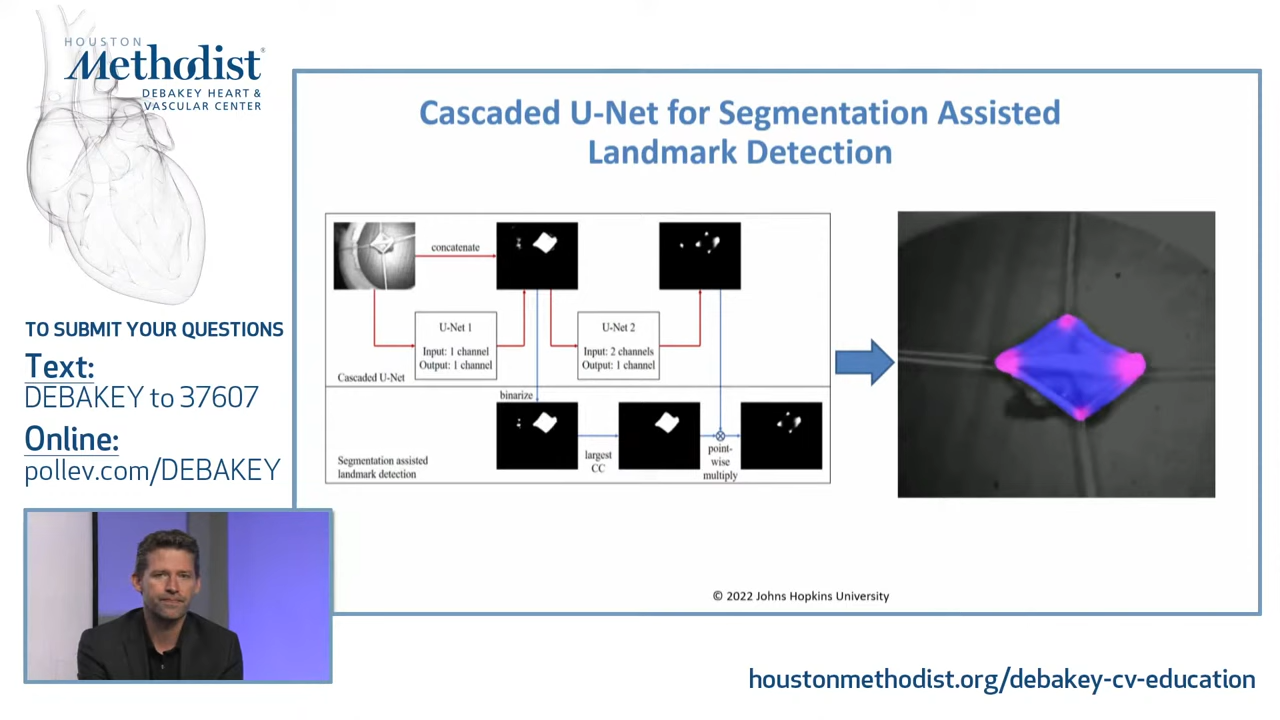 HOUSTON
Methodist®
DEBAKEY HEART &
VASCULAR CENTER
TO SUBMIT YOUR QUESTIONS
Text:
DEBAKEY to 37607
Online:
pollev.com/DEBAKEY
Cascaded U-Net for Segmentation Assisted
Landmark Detection
concatenate
U-Net 1
Input: 1 channel
Output: 1 channel
U-Net 2
Input: 2 channels
Output: 1 channel
Cascaded U-Net
binarize
Segmentation assisted
landmark detection
largest
CC
point-
wise
multiply
© 2022 Johns Hopkins University
houstonmethodist.org/debakey-cv-education